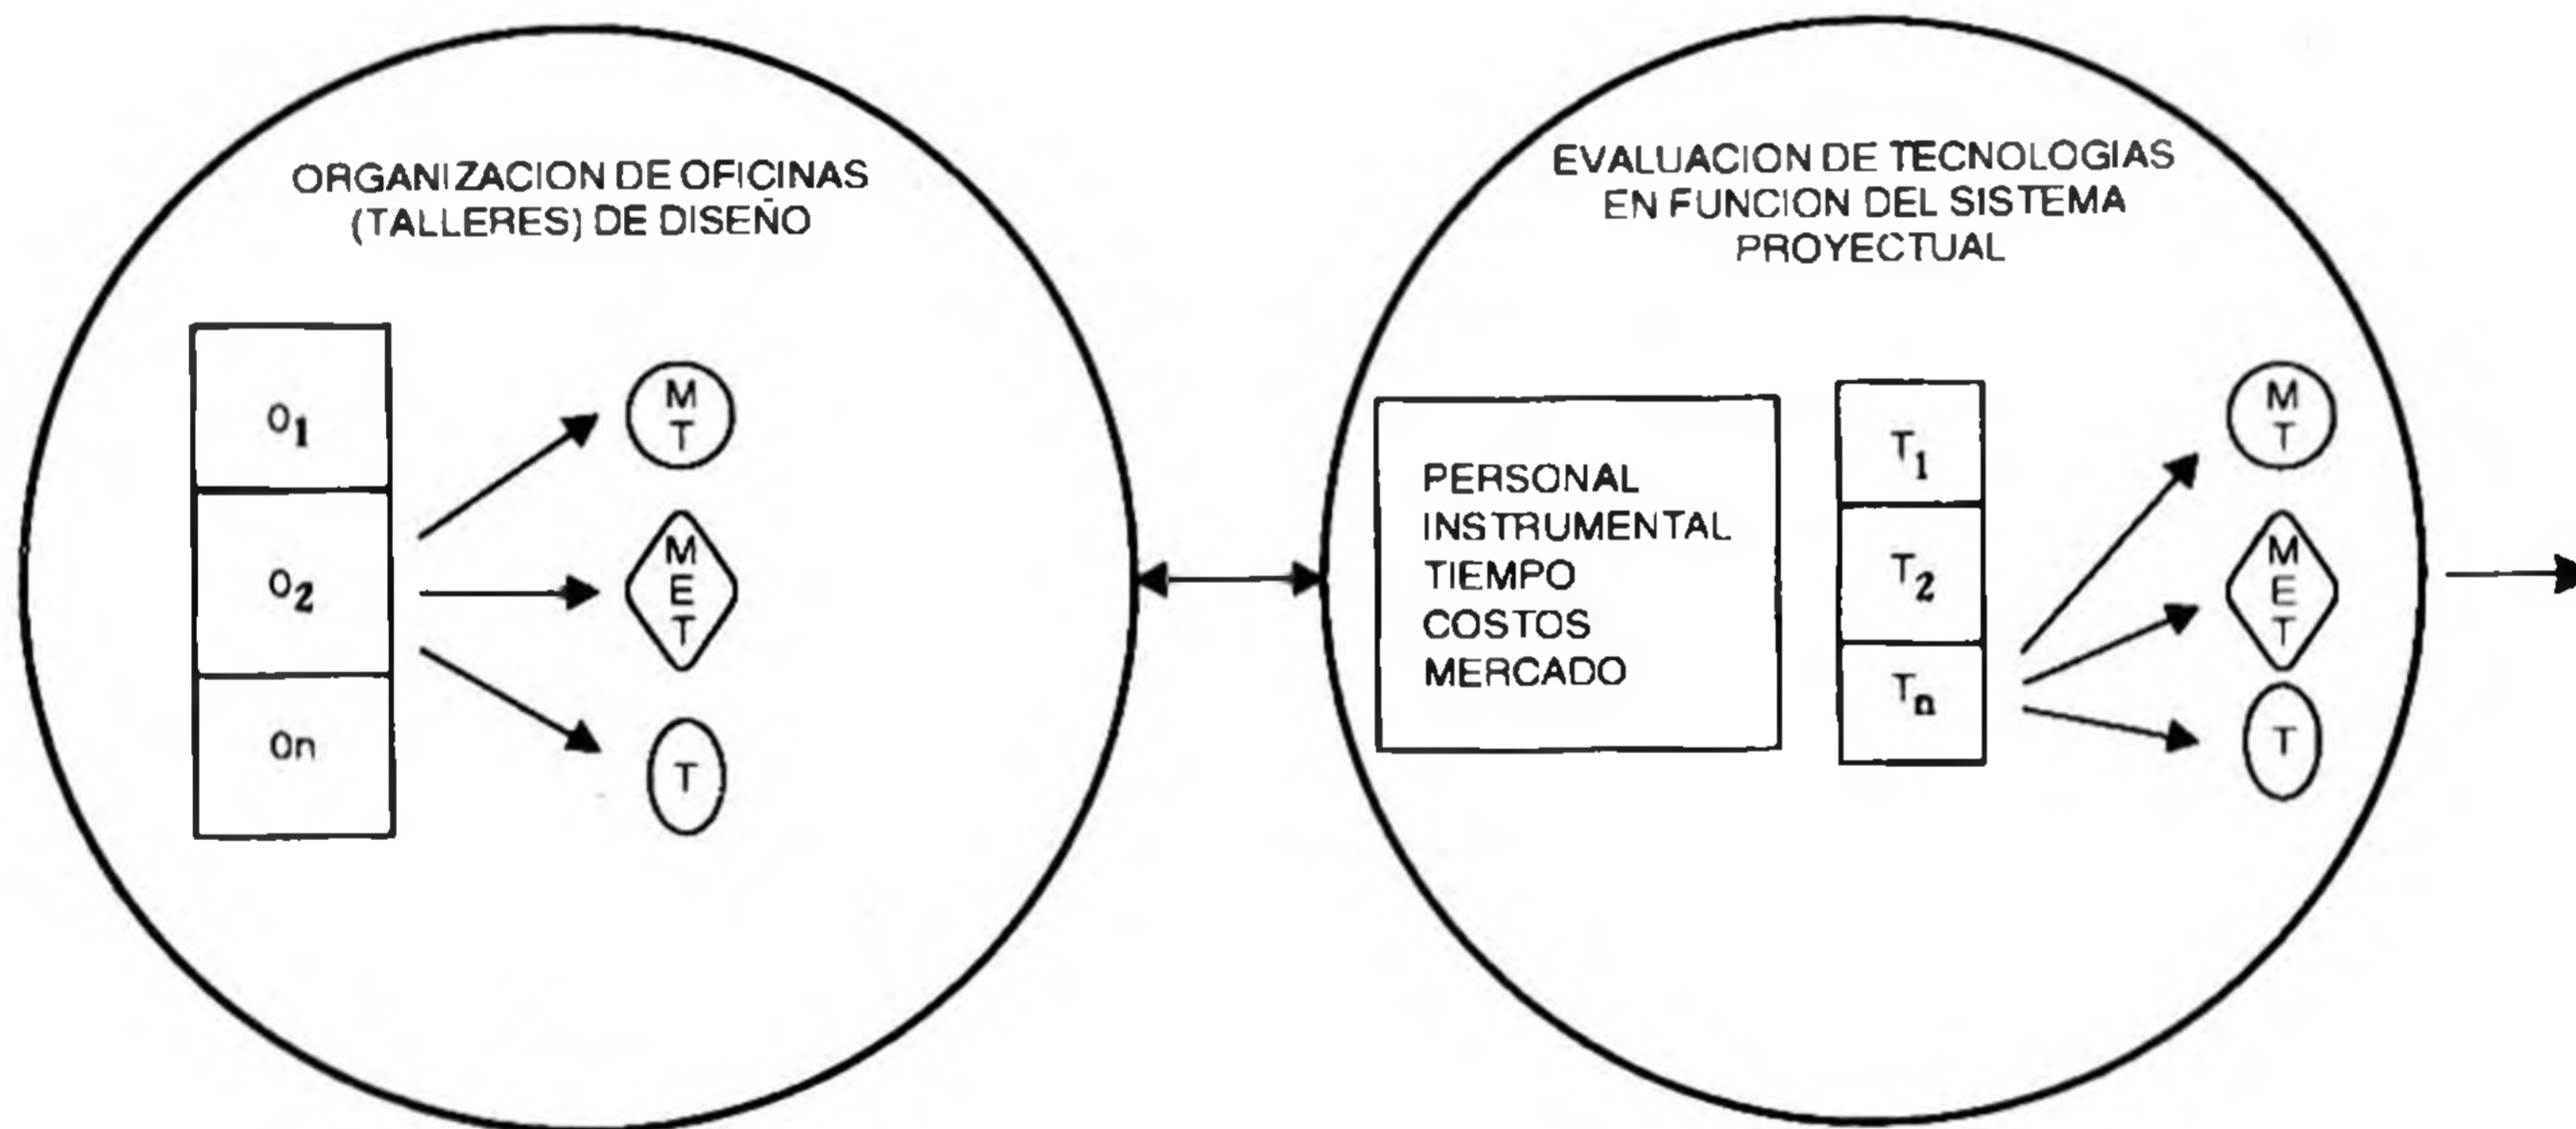 ORGANIZACION DE OFICINAS
(TALLERES) DE DISEÑO
O1
O2
On
M
T
M
E
T
T
EVALUACION DE TECNOLOGIAS
EN FUNCION DEL SISTEMA
PROYECTUAL
PERSONAL
INSTRUMENTAL
TIEMPO
COSTOS
MERCADO
T1
T2
Tn
M
T
M
E
T
T